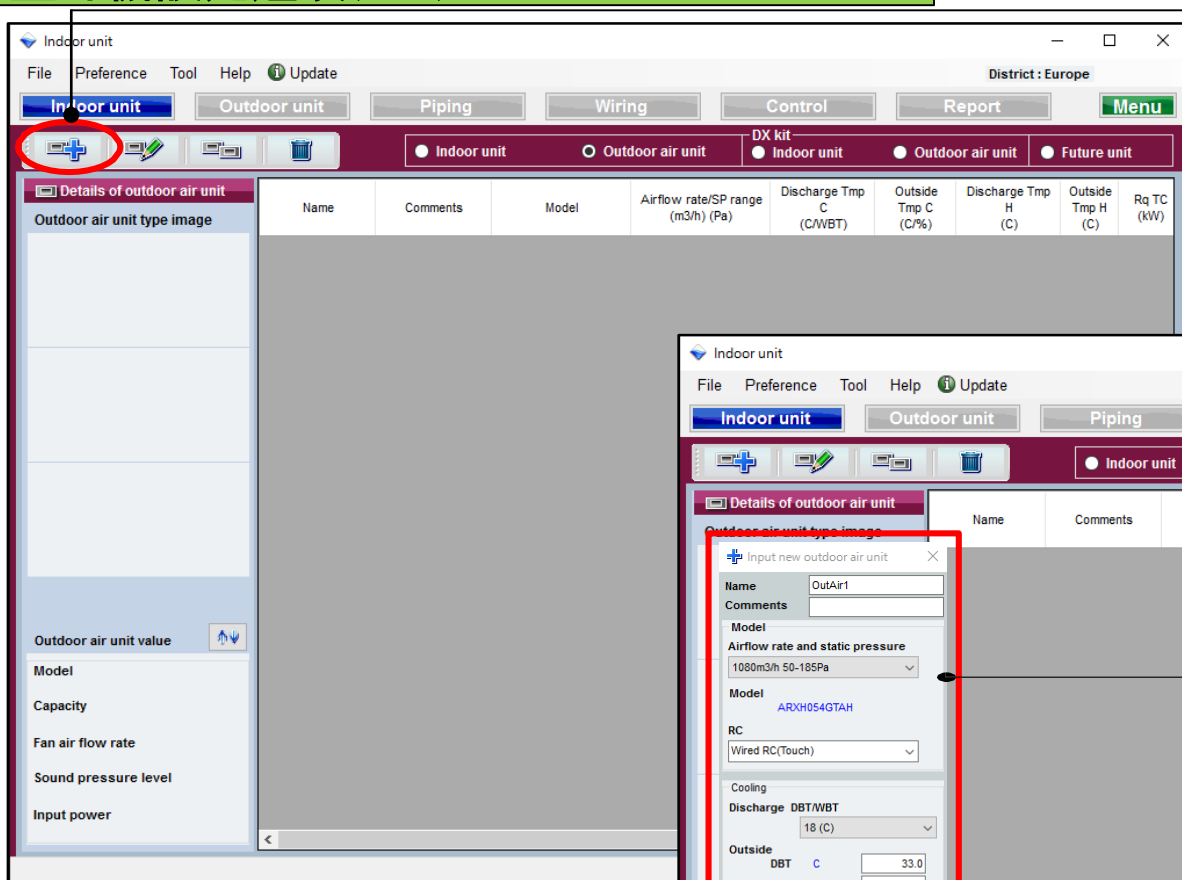 Indoor unit
File Preference Tool Help Update District : Europe
Indoor unit Outdoor unit Piping Wiring Control Report Menu
DX kit
Indoor unit Outdoor air unit Indoor unit Outdoor air unit Future unit
Details of outdoor air unit
Outdoor air unit type image
Name Comments Model Airflow rate/SP range (m3/h) (Pa) Discharge Tmp C (C/WBT) Outside Tmp C (C/%) Discharge Tmp H (C) Outside Tmp H (C) Rq TC (kW)
Outdoor air unit value
Model
Capacity
Fan air flow rate
Sound pressure level
Input power
Indoor unit
File Preference Tool Help Update
Indoor unit Outdoor unit Piping
Indoor unit
Details of outdoor air unit
Outdoor air unit type image
Name Comments
Input new outdoor air unit
Name OutAir1
Comments
Model
Airflow rate and static pressure
1080m3/h 50-185Pa
Model
ARXH054GTAH
RC
Wired RC(Touch)
Cooling
Discharge DBT/WBT
18 (C)
Outside
DBT C 33.0